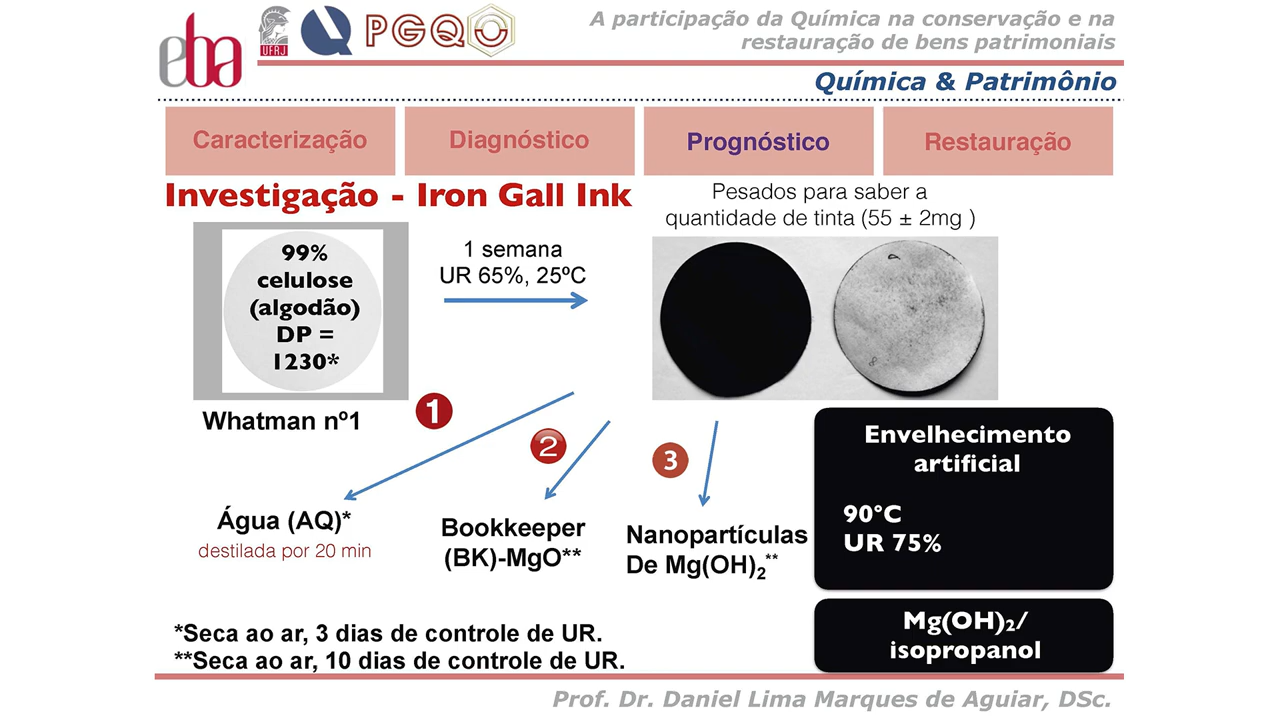 eba
UFRJ
PGQ
A participação da Química na conservação e na
restauração de bens patrimoniais
Química & Patrimônio
Caracterização
Diagnóstico
Prognóstico
Restauração
Investigação - Iron Gall Ink
99%
celulose
(algodão)
DP =
1230*
Whatman nº1
1 semana
UR 65%, 25ºC
Pesados para saber a
quantidade de tinta (55 ± 2mg )
1
Água (AQ)*
destilada por 20 min
2
Bookkeeper
(BK)-MgO**
3
Nanopartículas
De Mg(OH)₂**
Envelhecimento
artificial
90°C
UR 75%
Mg(OH)₂/
isopropanol
*Seca ao ar, 3 dias de controle de UR.
**Seca ao ar, 10 dias de controle de UR.
Prof. Dr. Daniel Lima Marques de Aguiar, DSc.